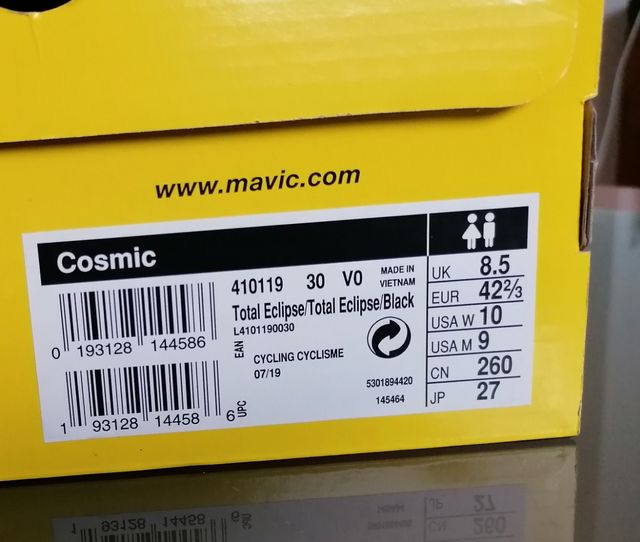 www.mavic.com
Cosmic
410119 30 V0
MADE IN
VIETNAM
Total Eclipse/Total Eclipse/Black
L4101190030
0 193128 144586
EAN
CYCLING CYCLISME
07/19
5301894420
145464
1 93128 14458 6
UPC
UK 8.5
EUR 42⅔
USA W 10
USA M 9
CN 260
JP 27